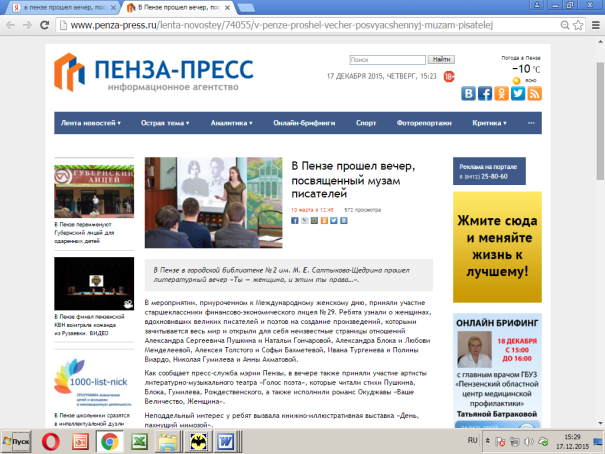 в пензе прошел вечер, пос
В Пензе прошел вечер, пос
www.penza-press.ru/lenta-novostey/74055/v-penze-proshel-vecher-posvyacshennyj-muzam-pisatelej
ПЕНЗА-ПРЕСС
информационное агентство
Поиск
Найти
Погода в Пензе
−10 °C
ясно
17 ДЕКАБРЯ 2015, ЧЕТВЕРГ, 15:23
18+
Лента новостей
Острая тема
Аналитика
Онлайн-брифинги
Спорт
Фоторепортажи
Критика
...
ГУБЕРНСКИЙ
ЛИЦЕЙ
В Пензе переименуют
Губернский лицей для
одаренных детей
В Пензе финал пензенской
КВН выиграла команда
из Рузаевки. ВИДЕО
1000-list-nick
В Пензе школьники сразятся
в интеллектуальной дуэли
В Пензе прошел вечер,
посвященный музам
писателей
10 марта в 12:45
572 просмотра
В Пензе в городской библиотеке №2 им. М. Е. Салтыкова-Щедрина прошел
литературный вечер «Ты — женщина, и этим ты права…».
В мероприятии, приуроченном к Международному женскому дню, приняли участие
старшеклассники финансово-экономического лицея №29. Ребята узнали о женщинах,
вдохновивших великих писателей и поэтов на создание произведений, которыми
зачитывается весь мир и открыли для себя неизвестные страницы отношений
Александра Сергеевича Пушкина и Натальи Гончаровой, Александра Блока и Любови
Менделеевой, Алексея Толстого и Софьи Бахметевой, Ивана Тургенева и Полины
Виардо, Николая Гумилева и Анны Ахматовой.
Как сообщает пресс-служба мэрии Пензы, в вечере также приняли участие артисты
литературно-музыкального театра «Голос поэта», которые читали стихи Пушкина,
Блока, Гумилева, Рождественского, а также исполнили романс Окуджавы «Ваше
Величество, Женщина».
Неподдельный интерес у ребят вызвала книжно-иллюстративная выставка «День,
пахнущий мимозой».
Реклама на портале
8 (8412) 25-80-60
Жмите сюда
и меняйте
жизнь к
лучшему!
ОНЛАЙН БРИФИНГ
18 ДЕКАБРЯ
С 15:00
ДО 16:00
с главным врачом ГБУЗ
«Пензенский областной
центр медицинской
профилактики»
Татьяной Батраковой
Пуск
RU
15:29
17.12.2015